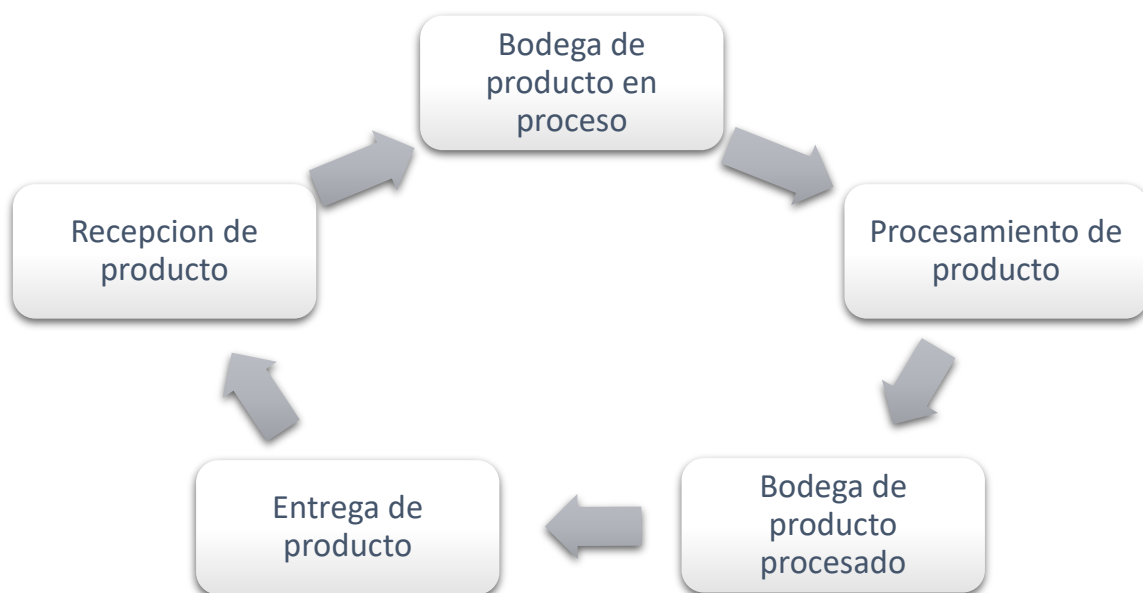 Bodega de
producto en
proceso
Recepcion de
producto
Procesamiento de
producto
Entrega de
producto
Bodega de
producto
procesado